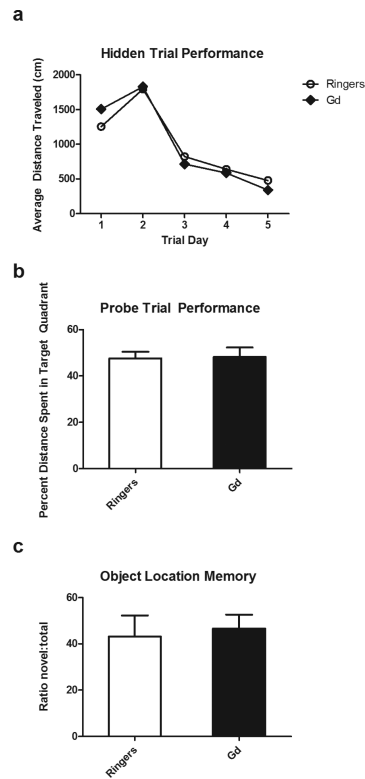 a
Hidden Trial Performance
Average Distance Traveled (cm)
2000
1500
1000
500
0
1 2 3 4 5
Trial Day
Ringers
Gd
b
Probe Trial Performance
Percent Distance Spent in Target Quadrant
60
40
20
0
Ringers
Gd
c
Object Location Memory
Ratio novel:total
60
40
20
0
Ringers
Gd